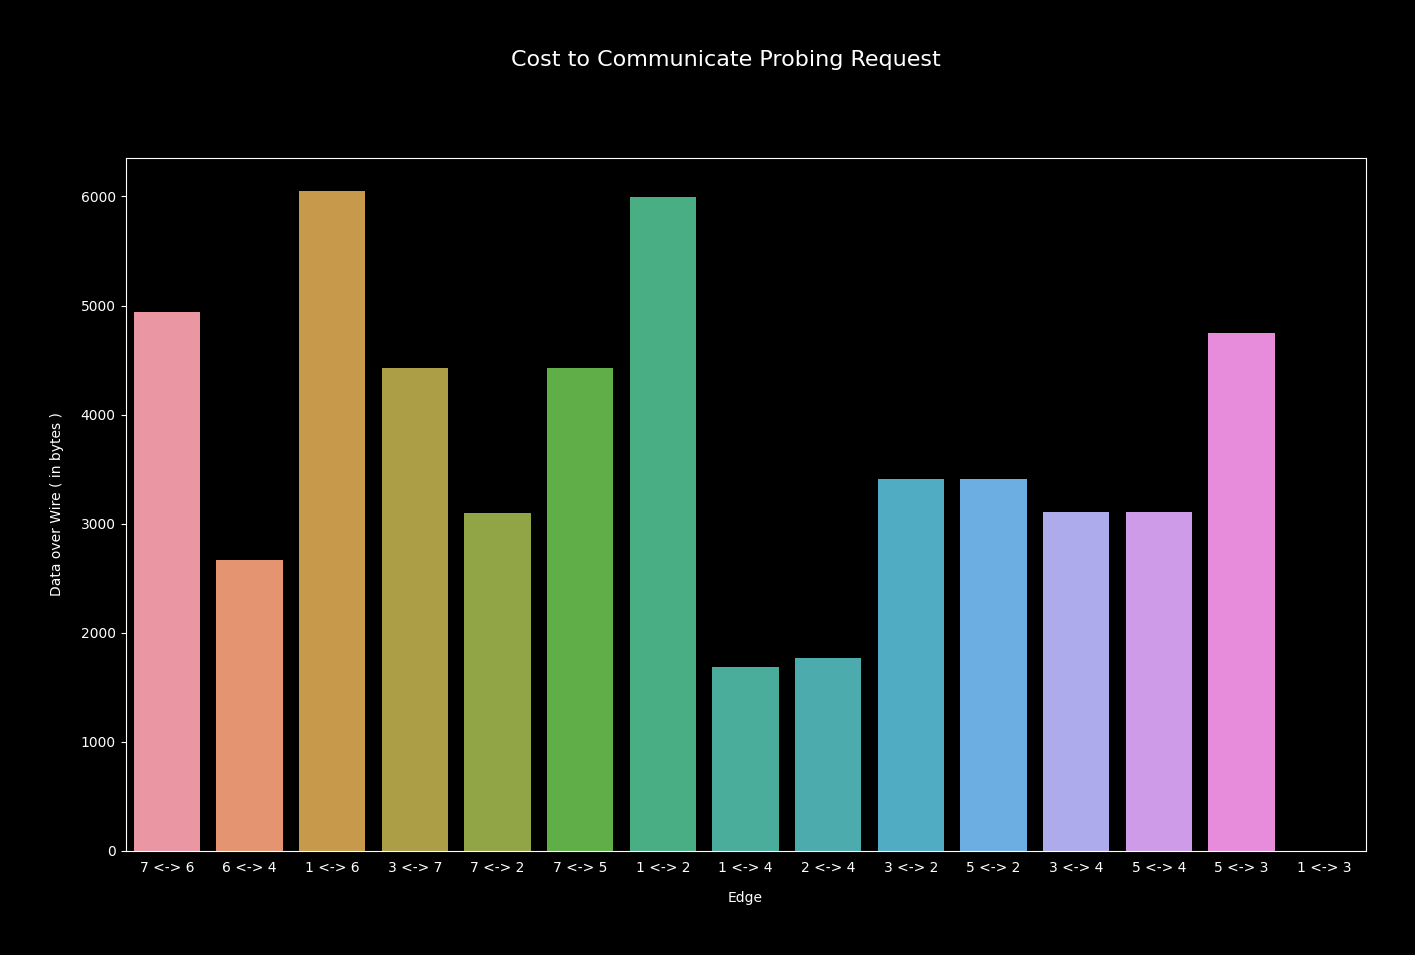 Cost to Communicate Probing Request
6000
5000
4000
3000
2000
1000
0
Data over Wire ( in bytes )
7 <-> 6 6 <-> 4 1 <-> 6 3 <-> 7 7 <-> 2 7 <-> 5 1 <-> 2 1 <-> 4 2 <-> 4 3 <-> 2 5 <-> 2 3 <-> 4 5 <-> 4 5 <-> 3 1 <-> 3
Edge